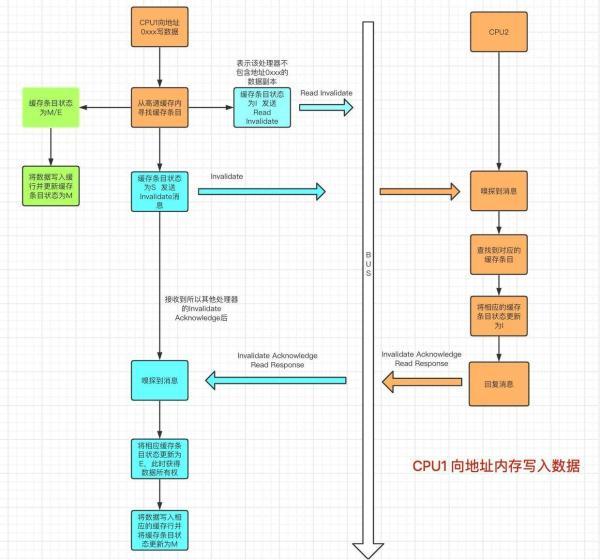 CPU1向地址
0xxx写数据
CPU2
表示该处理器不
包含地址0xxx的
数据副本
缓存条目状态
为M/E
从高速缓存内
寻找缓存条目
缓存条目状态
为I 发送
Read
Invalidate
Read Invalidate
将数据写入缓
行并更新缓存
条目状态为M
缓存条目状态
为S 发送
Invalidate消
息
Invalidate
嗅探到消息
BUS
查找到对应的
缓存条目
接收到所以其他处理器
的Invalidate
Acknowledge后
将相应的缓存
条目状态更新
为I
嗅探到消息
Invalidate Acknowledge
Read Response
Invalidate Acknowledge
Read Response
回复消息
将相应缓存条
目状态更新为
E，此时获得
数据所有权
CPU1 向地址内存写入数据
将数据写入相
应的缓存行并
将缓存条目状
态更新为M